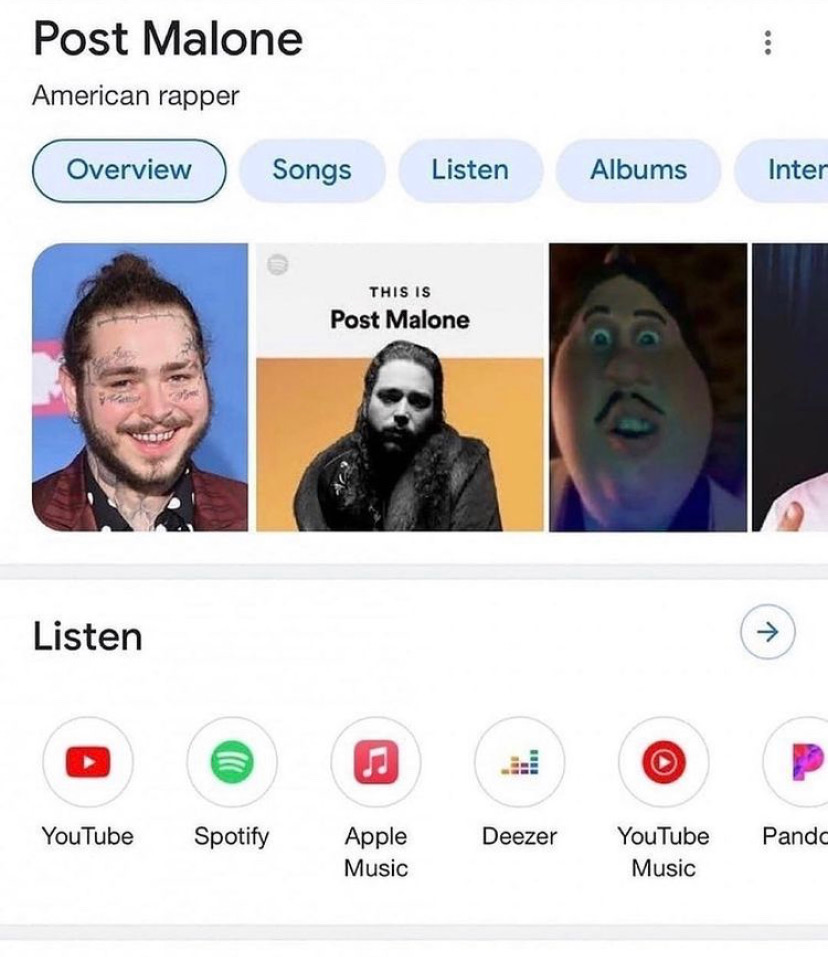 Post Malone
American rapper
Overview
Songs
Listen
Albums
Inter
THIS IS
Post Malone
Listen
YouTube
Spotify
Apple
Music
Deezer
YouTube
Music
Pando